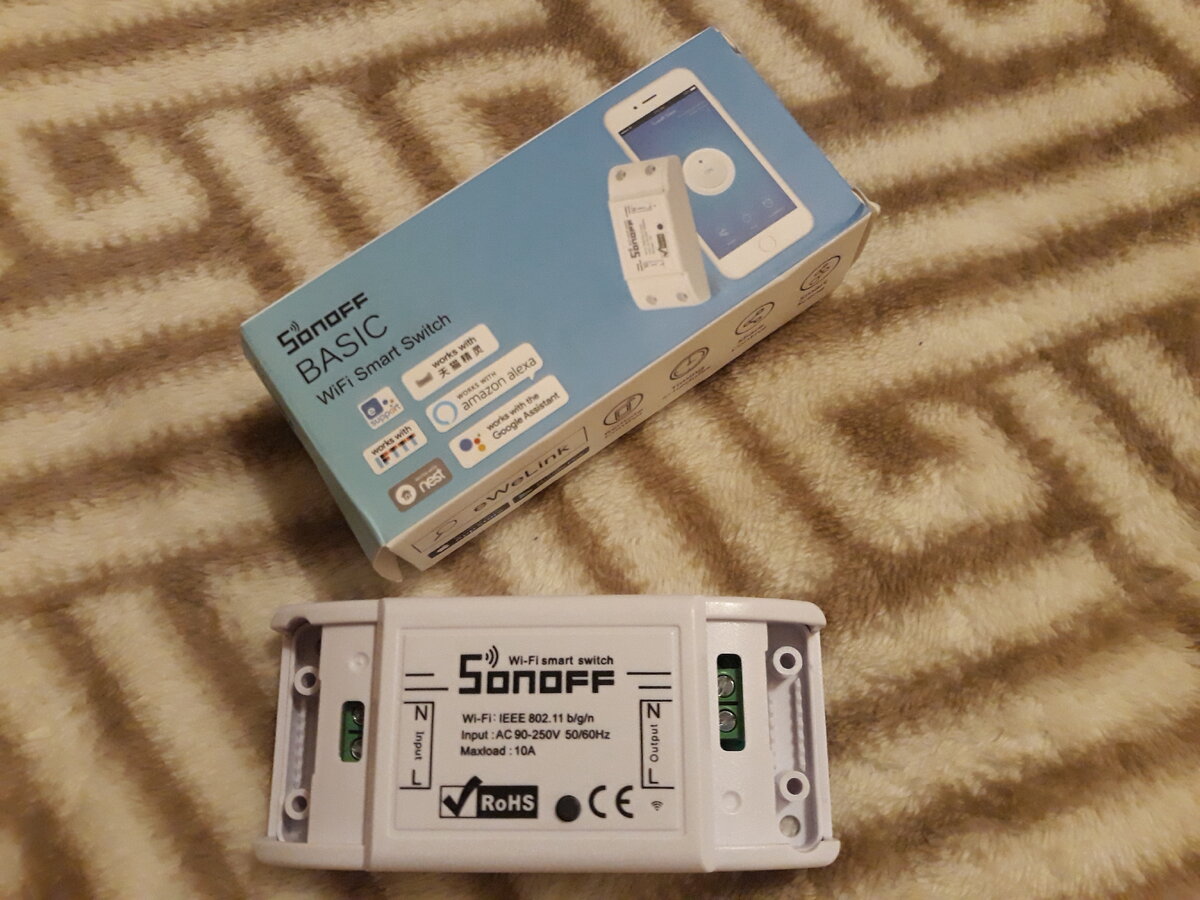 SONOFF
BASIC
WiFi Smart Switch
works with
天猫精灵
e
support
WORKS WITH
amazon alexa
works with
IFTTT
works with the
Google Assistant
nest
eWeLink
SONOFF
Wi-Fi smart switch
SONOFF
N
Input
L
Wi-Fi: IEEE 802.11 b/g/n
Input : AC 90-250V 50/60Hz
Maxload : 10A
N
Output
L
RoHS
CE